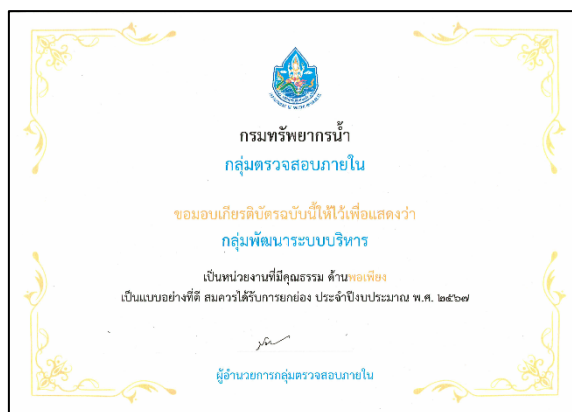 กรมทรัพยากรน้ำ
กลุ่มตรวจสอบภายใน
ขอมอบเกียรติบัตรฉบับนี้ให้ไว้เพื่อแสดงว่า
กลุ่มพัฒนาระบบบริหาร
เป็นหน่วยงานที่มีคุณธรรม ด้านพอเพียง
เป็นแบบอย่างที่ดี สมควรได้รับการยกย่อง ประจำปีงบประมาณ พ.ศ. ๒๕๖๗
ผู้อำนวยการกลุ่มตรวจสอบภายใน